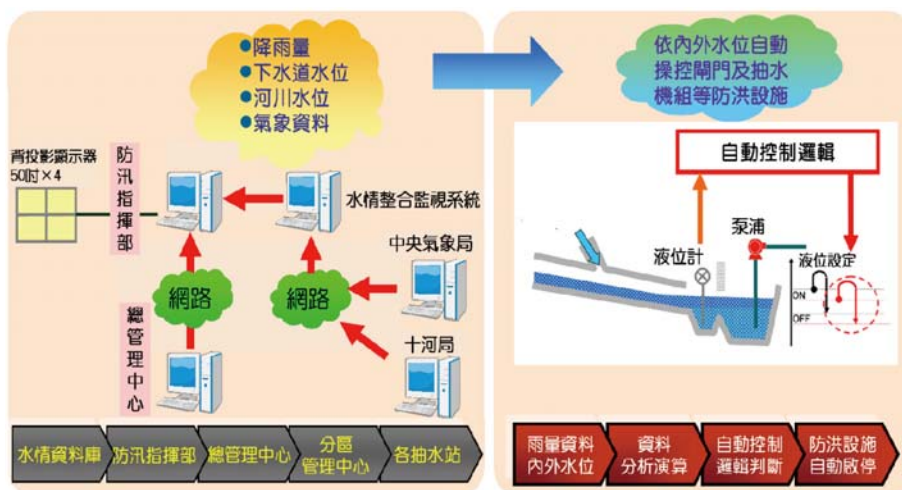 降雨量
下水道水位
河川水位
氣象資料
背投影顯示器
50吋×4
防汛指揮部
水情整合監視系統
中央氣象局
網路
網路
總管理中心
十河局
水情資料庫
防汛指揮部
總管理中心
分區
管理中心
各抽水站
依內外水位自動
操控閘門及抽水
機組等防洪設施
自動控制邏輯
泵浦
液位計
液位設定
ON
OFF
雨量資料
內外水位
資料
分析演算
自動控制
邏輯判斷
防洪設施
自動啟停